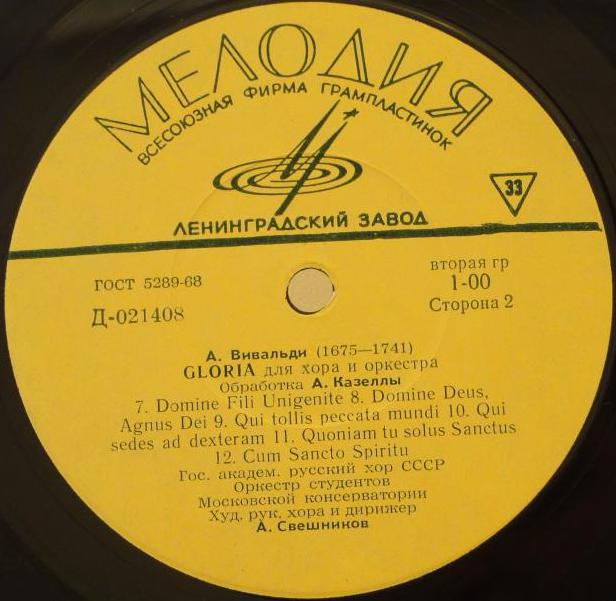 МЕЛОДИЯ
ВСЕСОЮЗНАЯ ФИРМА ГРАМПЛАСТИНОК
33
ЛЕНИНГРАДСКИЙ ЗАВОД
ГОСТ 5289-68
вторая гр
1-00
Д-021408
Сторона 2
А. Вивальди (1675—1741)
GLORIA для хора и оркестра
Обработка А. Казеллы
7. Domine Fili Unigenite 8. Domine Deus,
Agnus Dei 9. Qui tollis peccata mundi 10. Qui
sedes ad dexteram 11. Quoniam tu solus Sanctus
12. Cum Sancto Spiritu
Гос. академ. русский хор СССР
Оркестр студентов
Московской консерватории
Худ. рук. хора и дирижер
А. Свешников